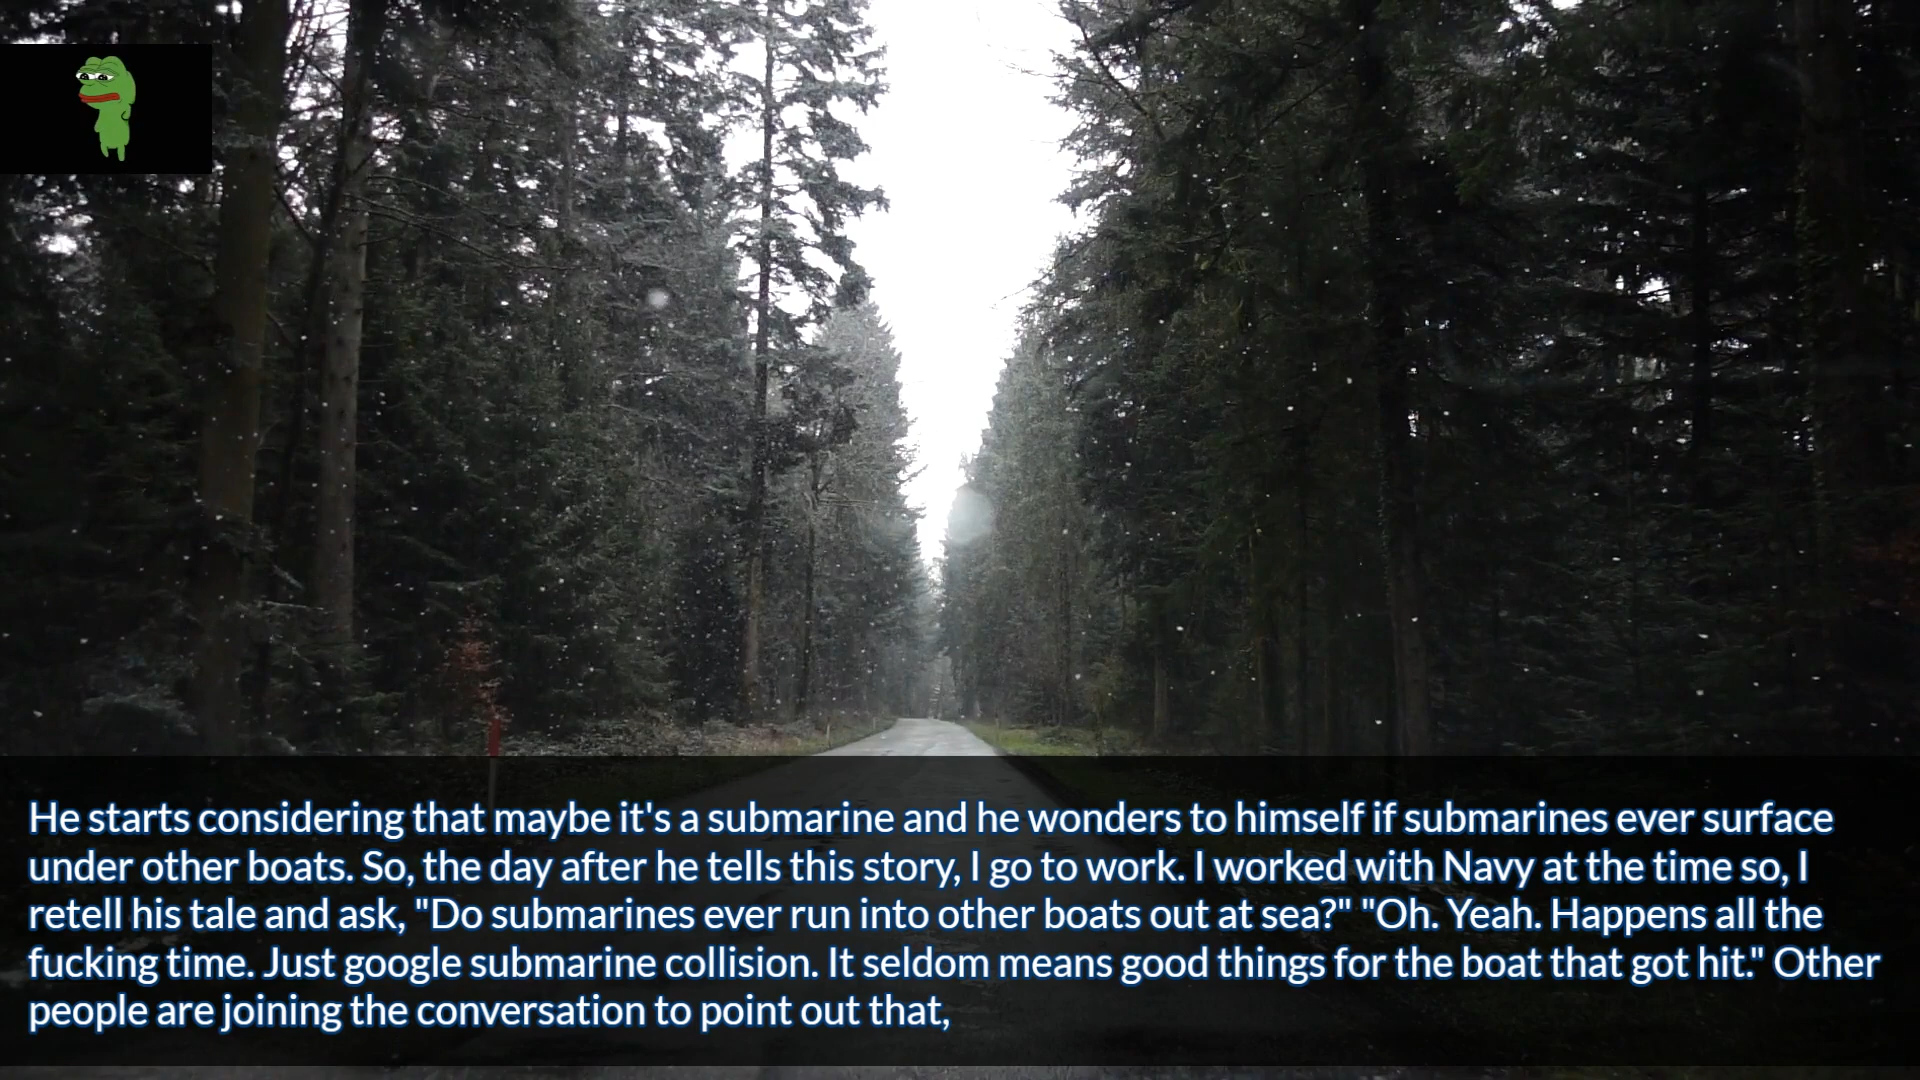 He starts considering that maybe it's a submarine and he wonders to himself if submarines ever surface
under other boats. So, the day after he tells this story, I go to work. I worked with Navy at the time so, I
retell his tale and ask, "Do submarines ever run into other boats out at sea?" "Oh. Yeah. Happens all the
fucking time. Just google submarine collision. It seldom means good things for the boat that got hit." Other
people are joining the conversation to point out that,